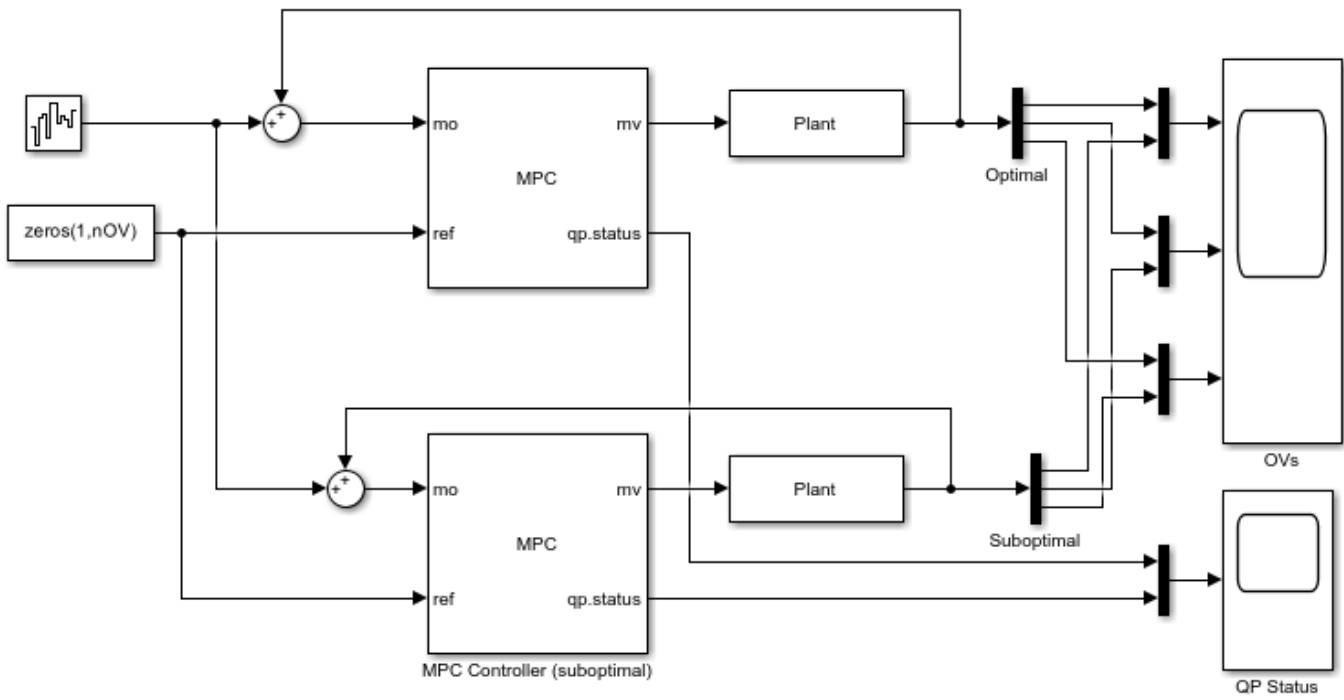 +
+
mo
mv
Plant
MPC
Optimal
zeros(1,nOV)
ref
qp.status
OVs
+
+
mo
mv
Plant
MPC
Suboptimal
ref
qp.status
MPC Controller (suboptimal)
QP Status